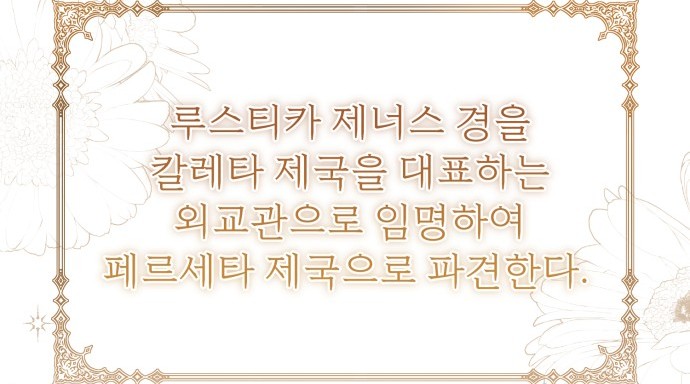 루스티카 제너스 경을
칼레타 제국을 대표하는
외교관으로 임명하여
페르세타 제국으로 파견한다.